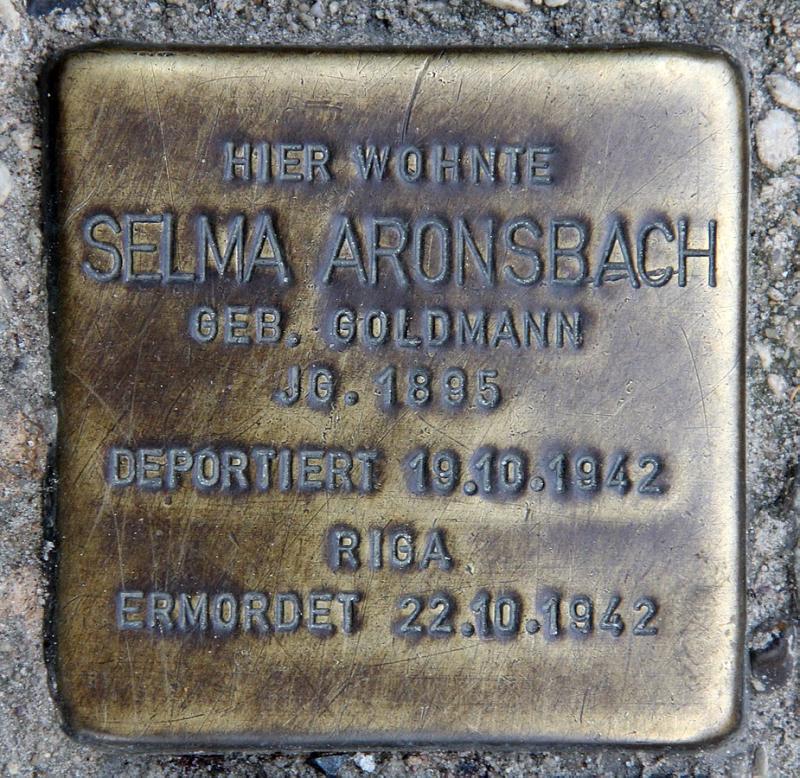 HIER WOHNTE
SELMA ARONSBACH
GEB. GOLDMANN
JG. 1895
DEPORTIERT 19.10.1942
RIGA
ERMORDET 22.10.1942